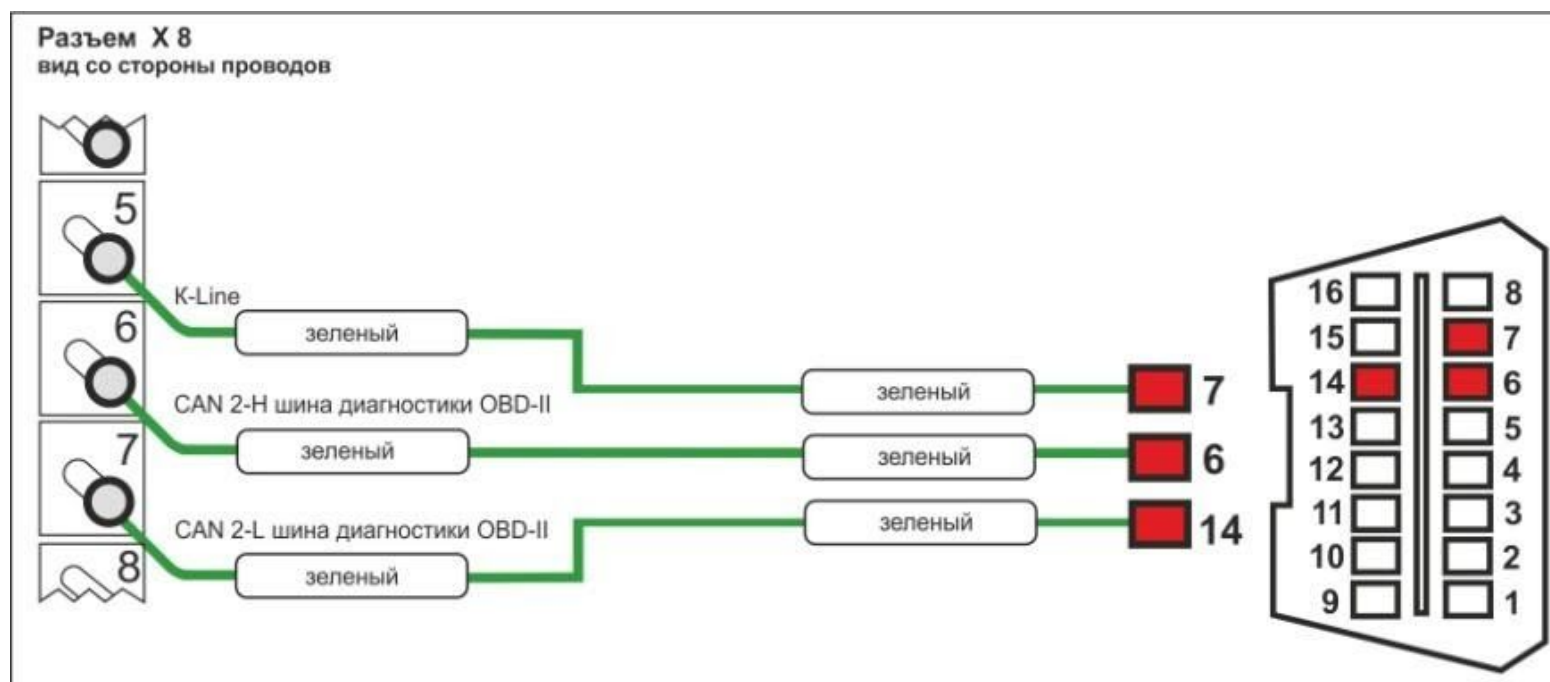 Разъем X 8
вид со стороны проводов
5
K-Line
зеленый
6
CAN 2-H шина диагностики OBD-II
зеленый
7
CAN 2-L шина диагностики OBD-II
зеленый
8
зеленый
7
зеленый
6
зеленый
14
16 8
15 7
14 6
13 5
12 4
11 3
10 2
9 1